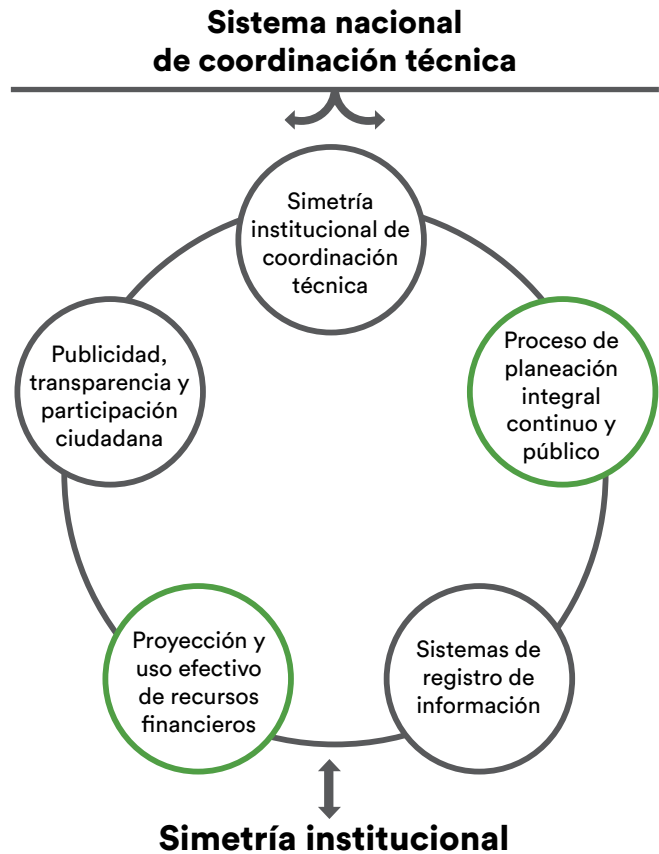 Sistema nacional
de coordinación técnica
Simetría
institucional de
coordinación
técnica
Publicidad,
transparencia y
participación
ciudadana
Proceso de
planeación
integral
continuo y
público
Proyección y
uso efectivo
de recursos
financieros
Sistemas de
registro de
información
Simetría institucional